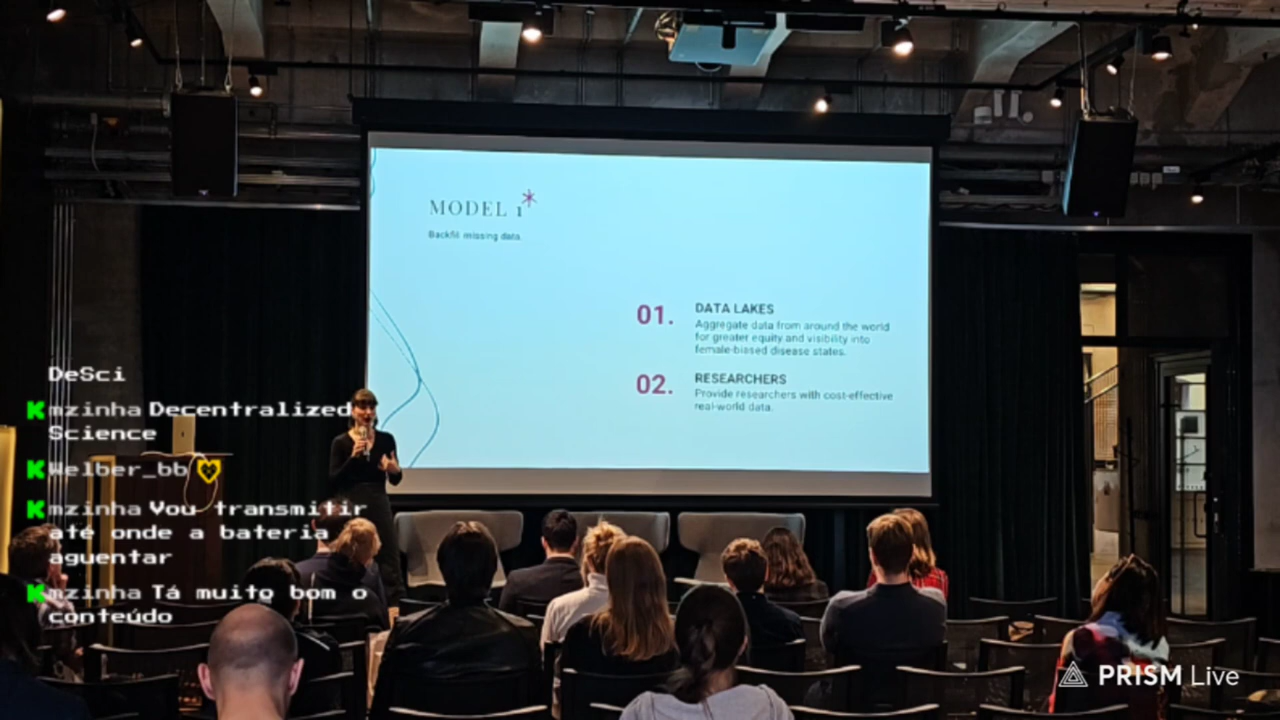 MODEL 1*
Backfill missing data.
01. DATA LAKES
Aggregate data from around the world
for greater equity and visibility into
female-biased disease states.
02. RESEARCHERS
Provide researchers with cost-effective
real-world data.
DeSci
mzinha Decentralized
Science
Welber_bb
mzinha Vou transmitir
até onde a bateria
aguentar
mzinha Tá muito bom o
conteúdo
PRISM Live